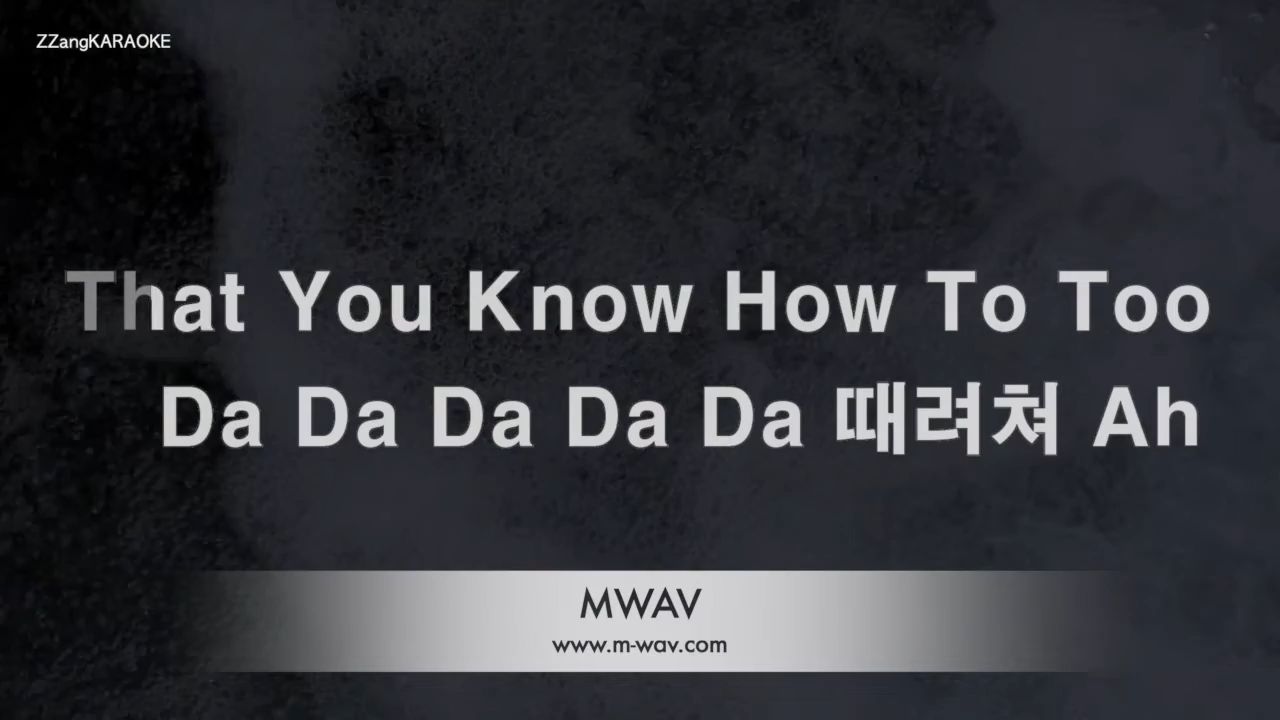 ZZangKARAOKE
That You Know How To Too
Da Da Da Da Da 때려쳐 Ah
MWAV
www.m-wav.com